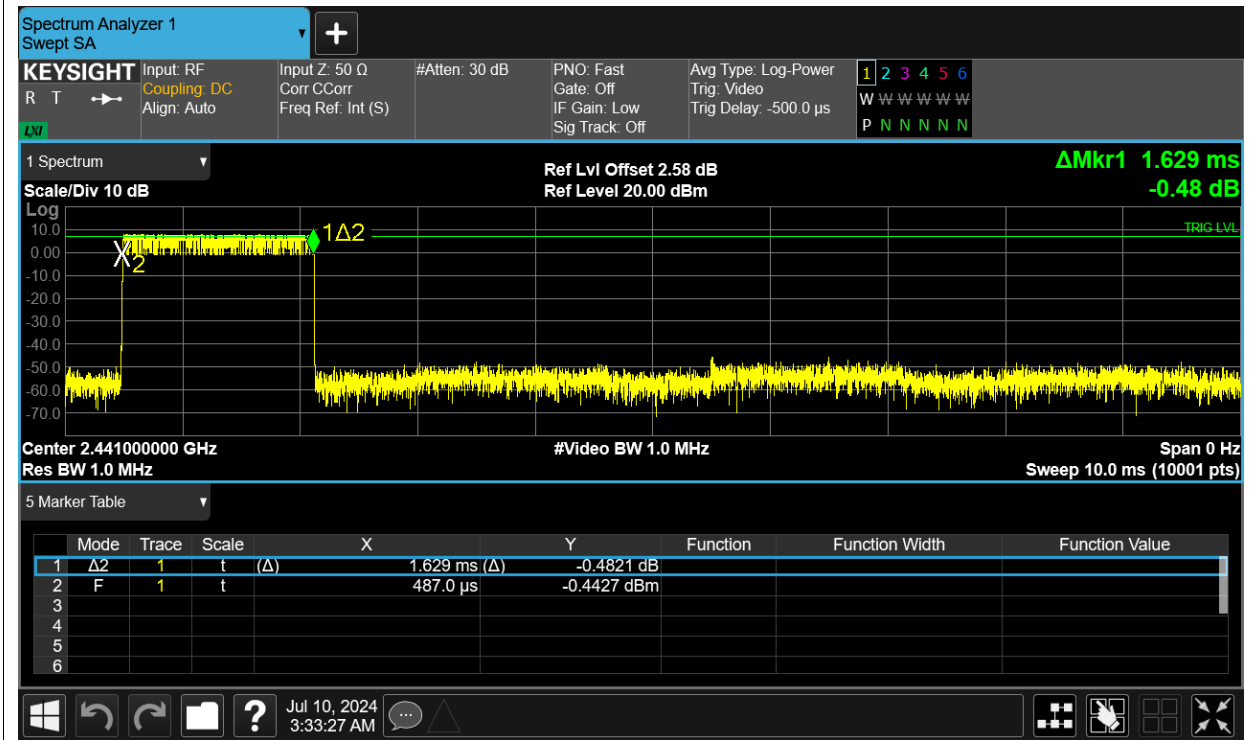 Spectrum Analyzer 1
Swept SA
KEYSIGHT Input: RF Input Z: 50 Ω #Atten: 30 dB PNO: Fast Avg Type: Log-Power 1 2 3 4 5 6
R T Coupling: DC Corr CCorr Gate: Off Trig: Video W W W W W W
Align: Auto Freq Ref: Int (S) IF Gain: Low Trig Delay: -500.0 µs
LXI Sig Track: Off P N N N N N
1 Spectrum Ref Lvl Offset 2.58 dB ΔMkr1 1.629 ms
Scale/Div 10 dB Ref Level 20.00 dBm -0.48 dB
Log
10.0 1Δ2 TRIG LVL
0.00 X2
-10.0
-20.0
-30.0
-40.0
-50.0
-60.0
-70.0
Center 2.441000000 GHz #Video BW 1.0 MHz Span 0 Hz
Res BW 1.0 MHz Sweep 10.0 ms (10001 pts)
5 Marker Table
Mode Trace Scale X Y Function Function Width Function Value
1 Δ2 1 t (Δ) 1.629 ms (Δ) -0.4821 dB
2 F 1 t 487.0 µs -0.4427 dBm
3
4
5
6
? Jul 10, 2024
3:33:27 AM